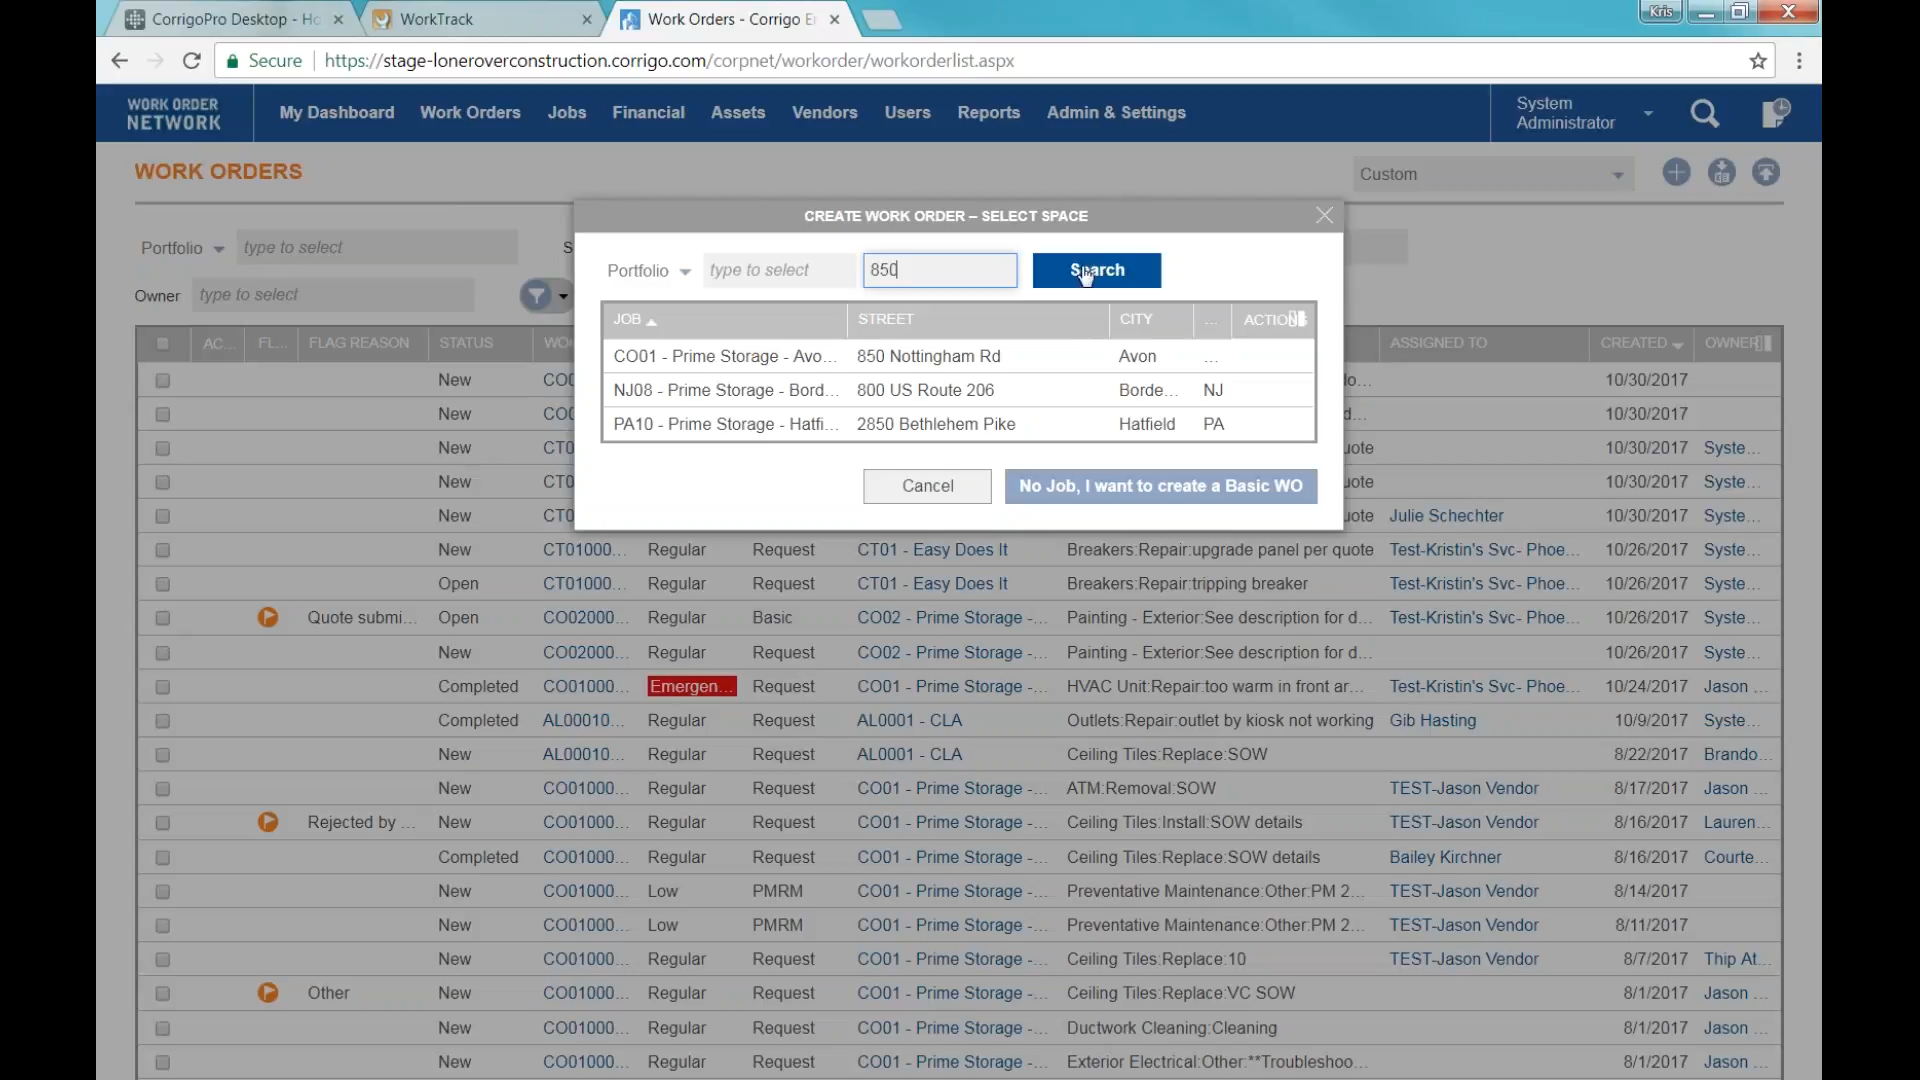 CorrigoPro Desktop - Ho
WorkTrack
Work Orders - Corrigo En
Kris
Secure https://stage-loneroverconstruction.corrigo.com/corpnet/workorder/workorderlist.aspx
WORK ORDER
NETWORK
My Dashboard Work Orders Jobs Financial Assets Vendors Users Reports Admin & Settings
System
Administrator
WORK ORDERS
Custom
CREATE WORK ORDER – SELECT SPACE
Portfolio type to select S
Owner type to select
Portfolio type to select 850 Search
JOB STREET CITY ... ACTIONS
CO01 - Prime Storage - Avo... 850 Nottingham Rd Avon ...
NJ08 - Prime Storage - Bord... 800 US Route 206 Borde... NJ
PA10 - Prime Storage - Hatfi... 2850 Bethlehem Pike Hatfield PA
Cancel No Job, I want to create a Basic WO
AC... FL... FLAG REASON STATUS ASSIGNED TO CREATED OWNER
New 10/30/2017
New 10/30/2017
New CT0 10/30/2017 Syste...
New CT0 10/30/2017 Syste...
New CT0 uote Julie Schechter 10/30/2017 Syste...
New CT01000... Regular Request CT01 - Easy Does It Breakers:Repair:upgrade panel per quote Test-Kristin's Svc- Phoe... 10/26/2017 Syste...
Open CT01000... Regular Request CT01 - Easy Does It Breakers:Repair:tripping breaker Test-Kristin's Svc- Phoe... 10/26/2017 Syste...
Quote submi... Open CO02000... Regular Basic CO02 - Prime Storage -... Painting - Exterior:See description for d... Test-Kristin's Svc- Phoe... 10/26/2017 Syste...
New CO02000... Regular Request CO02 - Prime Storage -... Painting - Exterior:See description for d... 10/26/2017 Syste...
Completed CO01000... Emergen... Request CO01 - Prime Storage -... HVAC Unit:Repair:too warm in front ar... Test-Kristin's Svc- Phoe... 10/24/2017 Jason ...
Completed AL00010... Regular Request AL0001 - CLA Outlets:Repair:outlet by kiosk not working Gib Hasting 10/9/2017 Syste...
New AL00010... Regular Request AL0001 - CLA Ceiling Tiles:Replace:SOW 8/22/2017 Brando...
New CO01000... Regular Request CO01 - Prime Storage -... ATM:Removal:SOW TEST-Jason Vendor 8/17/2017 Jason ...
Rejected by ... New CO01000... Regular Request CO01 - Prime Storage -... Ceiling Tiles:Install:SOW details TEST-Jason Vendor 8/16/2017 Lauren...
Completed CO01000... Regular Request CO01 - Prime Storage -... Ceiling Tiles:Replace:SOW details Bailey Kirchner 8/16/2017 Courte...
New CO01000... Low PMRM CO01 - Prime Storage -... Preventative Maintenance:Other:PM 2... TEST-Jason Vendor 8/14/2017
New CO01000... Low PMRM CO01 - Prime Storage -... Preventative Maintenance:Other:PM 2... TEST-Jason Vendor 8/11/2017
New CO01000... Regular Request CO01 - Prime Storage -... Ceiling Tiles:Replace:10 TEST-Jason Vendor 8/7/2017 Thip At...
Other New CO01000... Regular Request CO01 - Prime Storage -... Ceiling Tiles:Replace:VC SOW 8/1/2017 Jason ...
New CO01000... Regular Request CO01 - Prime Storage -... Ductwork Cleaning:Cleaning 8/1/2017 Jason ...
New CO01000... Regular Request CO01 - Prime Storage -... Exterior Electrical:Other:**Troubleshoo... 8/1/2017 Jason ...